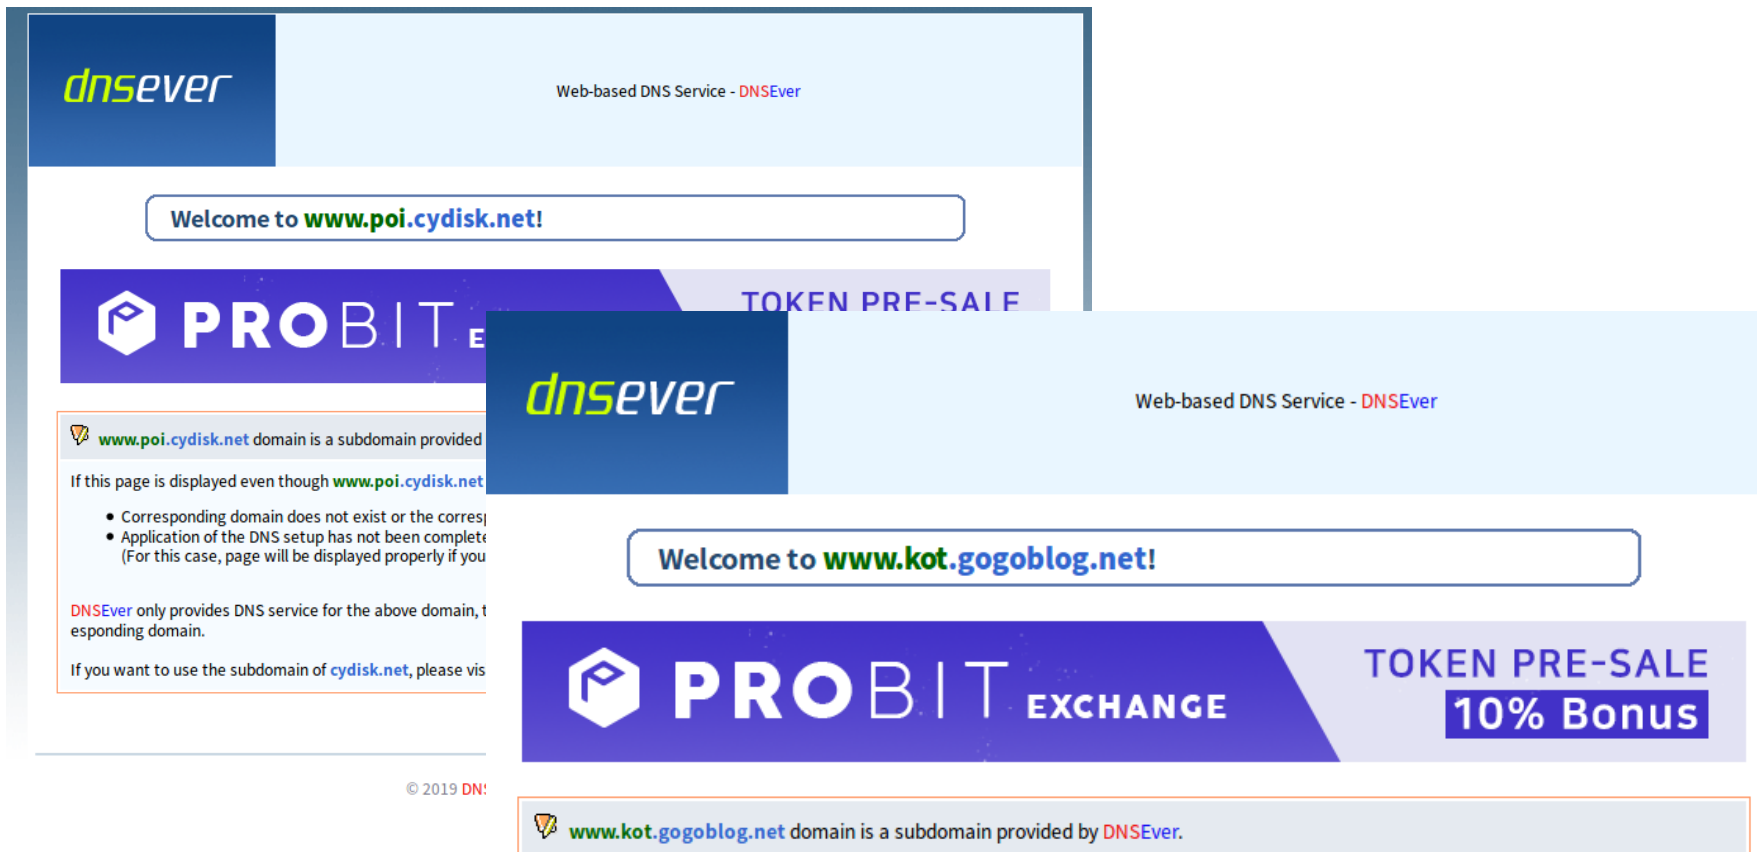 dnsever
Web-based DNS Service - DNSEver
Welcome to www.poi.cydisk.net!
PROBIT E
TOKEN PRE-SALE
www.poi.cydisk.net domain is a subdomain provided
If this page is displayed even though www.poi.cydisk.net
Corresponding domain does not exist or the corresp
Application of the DNS setup has not been complete
(For this case, page will be displayed properly if you
DNSEver only provides DNS service for the above domain, t
esponding domain.
If you want to use the subdomain of cydisk.net, please vis
© 2019 DNS
dnsever
Web-based DNS Service - DNSEver
Welcome to www.kot.gogoblog.net!
PROBIT EXCHANGE
TOKEN PRE-SALE
10% Bonus
www.kot.gogoblog.net domain is a subdomain provided by DNSEver.